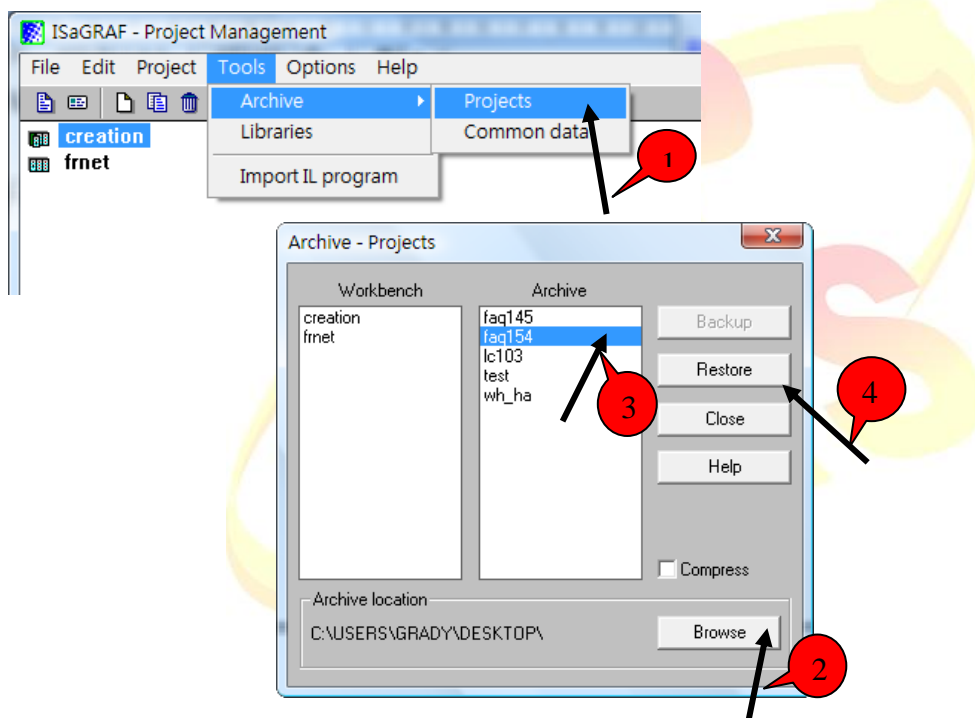 ISaGRAF - Project Management
File Edit Project Tools Options Help
Archive Projects
Libraries Common data
Import IL program
creation
frnet
1
Archive - Projects
Workbench Archive
creation
frnet
faq145
faq154
lc103
test
wh_ha
Backup
Restore
Close
Help
3
4
Compress
Archive location
C:\USERS\GRADY\DESKTOP\
Browse
2